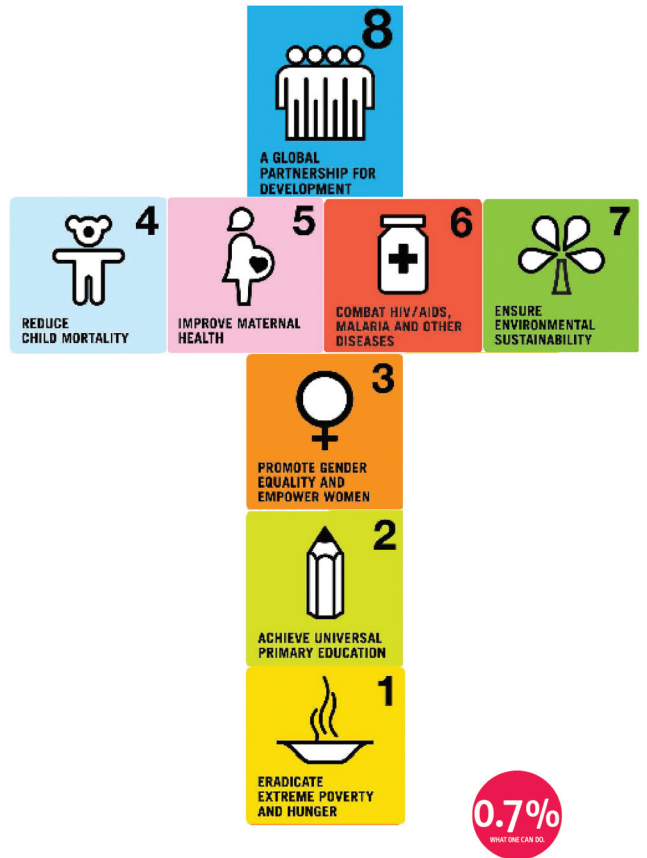 8
A GLOBAL
PARTNERSHIP FOR
DEVELOPMENT
4
REDUCE
CHILD MORTALITY
5
IMPROVE MATERNAL
HEALTH
6
COMBAT HIV/AIDS,
MALARIA AND OTHER
DISEASES
7
ENSURE
ENVIRONMENTAL
SUSTAINABILITY
3
PROMOTE GENDER
EQUALITY AND
EMPOWER WOMEN
2
ACHIEVE UNIVERSAL
PRIMARY EDUCATION
1
ERADICATE
EXTREME POVERTY
AND HUNGER
0.7%
WHAT ONE CAN DO.